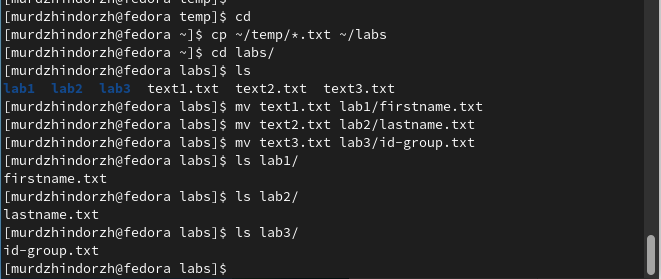 [murdzhindorzh@fedora temp]$
[murdzhindorzh@fedora temp]$ cd
[murdzhindorzh@fedora ~]$ cp ~/temp/*.txt ~/labs
[murdzhindorzh@fedora ~]$ cd labs/
[murdzhindorzh@fedora labs]$ ls
lab1  lab2  lab3  text1.txt  text2.txt  text3.txt
[murdzhindorzh@fedora labs]$ mv text1.txt lab1/firstname.txt
[murdzhindorzh@fedora labs]$ mv text2.txt lab2/lastname.txt
[murdzhindorzh@fedora labs]$ mv text3.txt lab3/id-group.txt
[murdzhindorzh@fedora labs]$ ls lab1/
firstname.txt
[murdzhindorzh@fedora labs]$ ls lab2/
lastname.txt
[murdzhindorzh@fedora labs]$ ls lab3/
id-group.txt
[murdzhindorzh@fedora labs]$